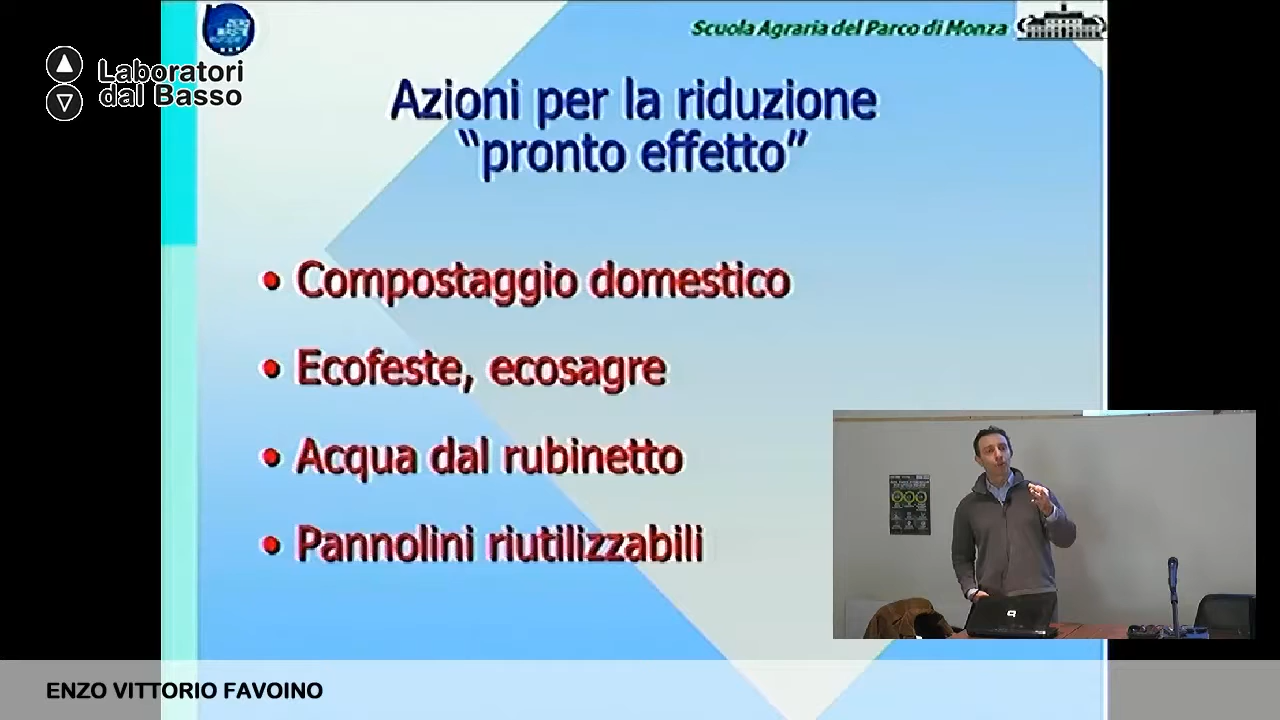 Scuola Agraria del Parco di Monza
Laboratori
dal Basso
Azioni per la riduzione
“pronto effetto”
• Compostaggio domestico
• Ecofeste, ecosagre
• Acqua dal rubinetto
• Pannolini riutilizzabili
ENZO VITTORIO FAVOINO